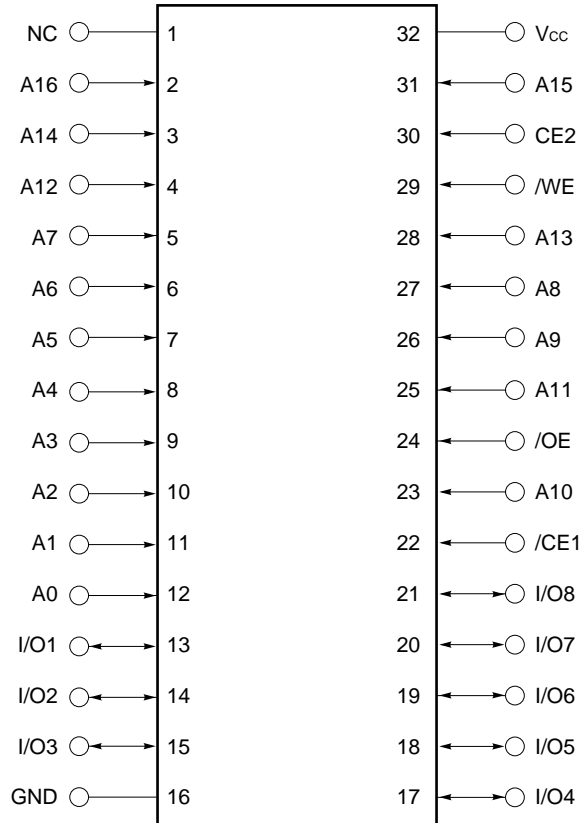 NC 1 32 Vcc
A16 2 31 A15
A14 3 30 CE2
A12 4 29 /WE
A7 5 28 A13
A6 6 27 A8
A5 7 26 A9
A4 8 25 A11
A3 9 24 /OE
A2 10 23 A10
A1 11 22 /CE1
A0 12 21 I/O8
I/O1 13 20 I/O7
I/O2 14 19 I/O6
I/O3 15 18 I/O5
GND 16 17 I/O4